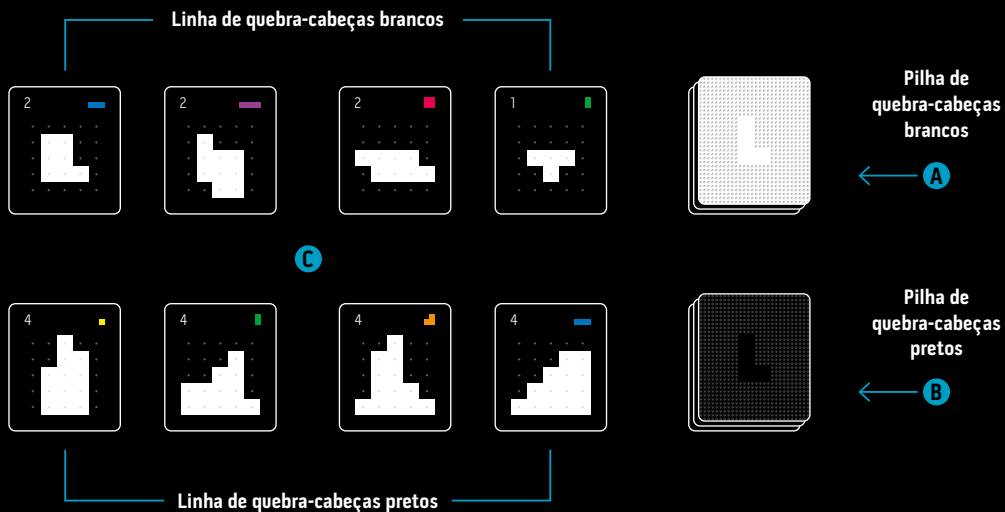 Linha de quebra-cabeças brancos
2
2
2
1
Pilha de
quebra-cabeças
brancos
A
C
4
4
4
4
Pilha de
quebra-cabeças
pretos
B
Linha de quebra-cabeças pretos